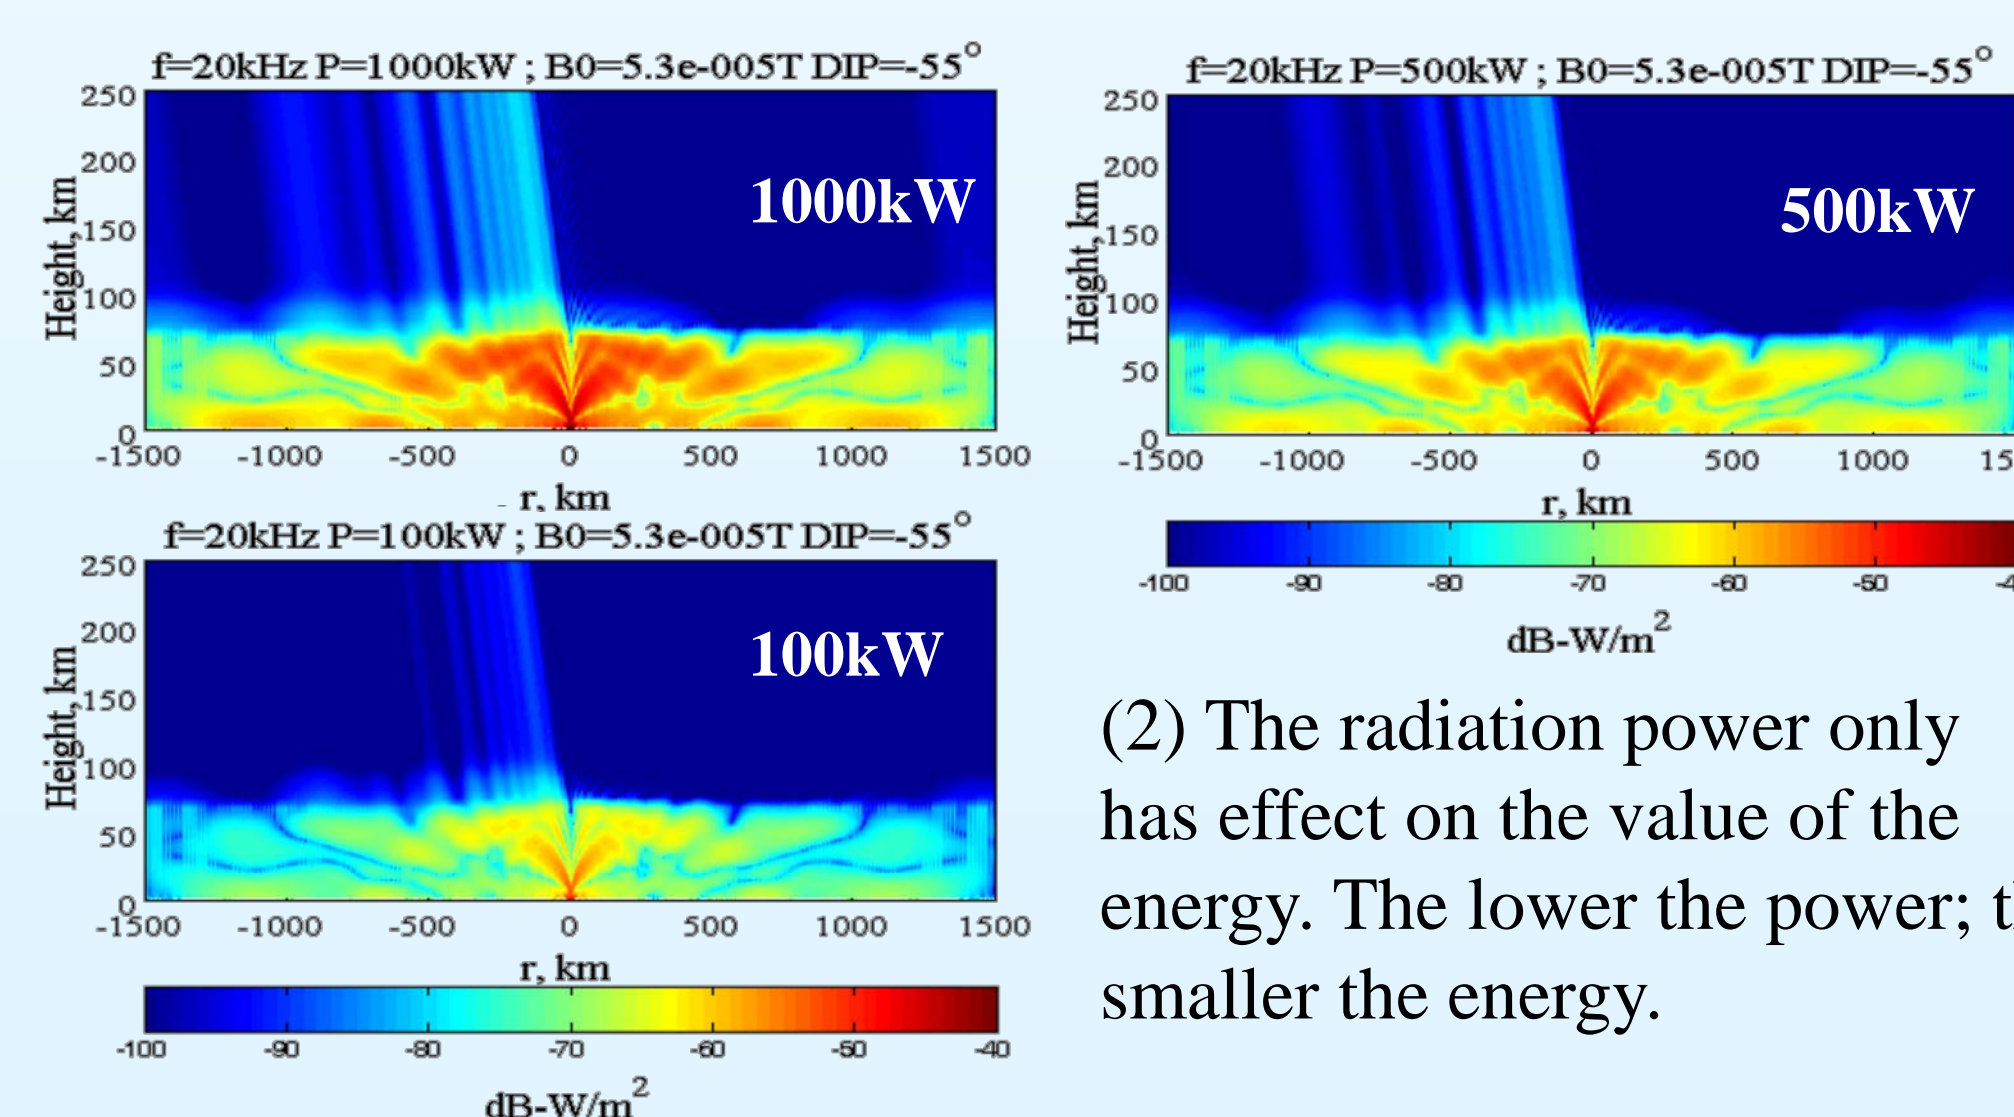 f=20kHz P=1000kW ; B0=5.3e-005T DIP=-55°
250
200
150
100
50
0
Height, km
1000kW
-1500 -1000 -500 0 500 1000 1500
r, km
f=20kHz P=500kW ; B0=5.3e-005T DIP=-55°
250
200
150
100
50
0
Height, km
500kW
-1500 -1000 -500 0 500 1000
r, km
-100 -90 -80 -70 -60 -50
dB-W/m²
f=20kHz P=100kW ; B0=5.3e-005T DIP=-55°
250
200
150
100
50
0
Height, km
100kW
-1500 -1000 -500 0 500 1000 1500
r, km
-100 -90 -80 -70 -60 -50 -40
dB-W/m²
(2) The radiation power only
has effect on the value of the
energy. The lower the power;
smaller the energy.